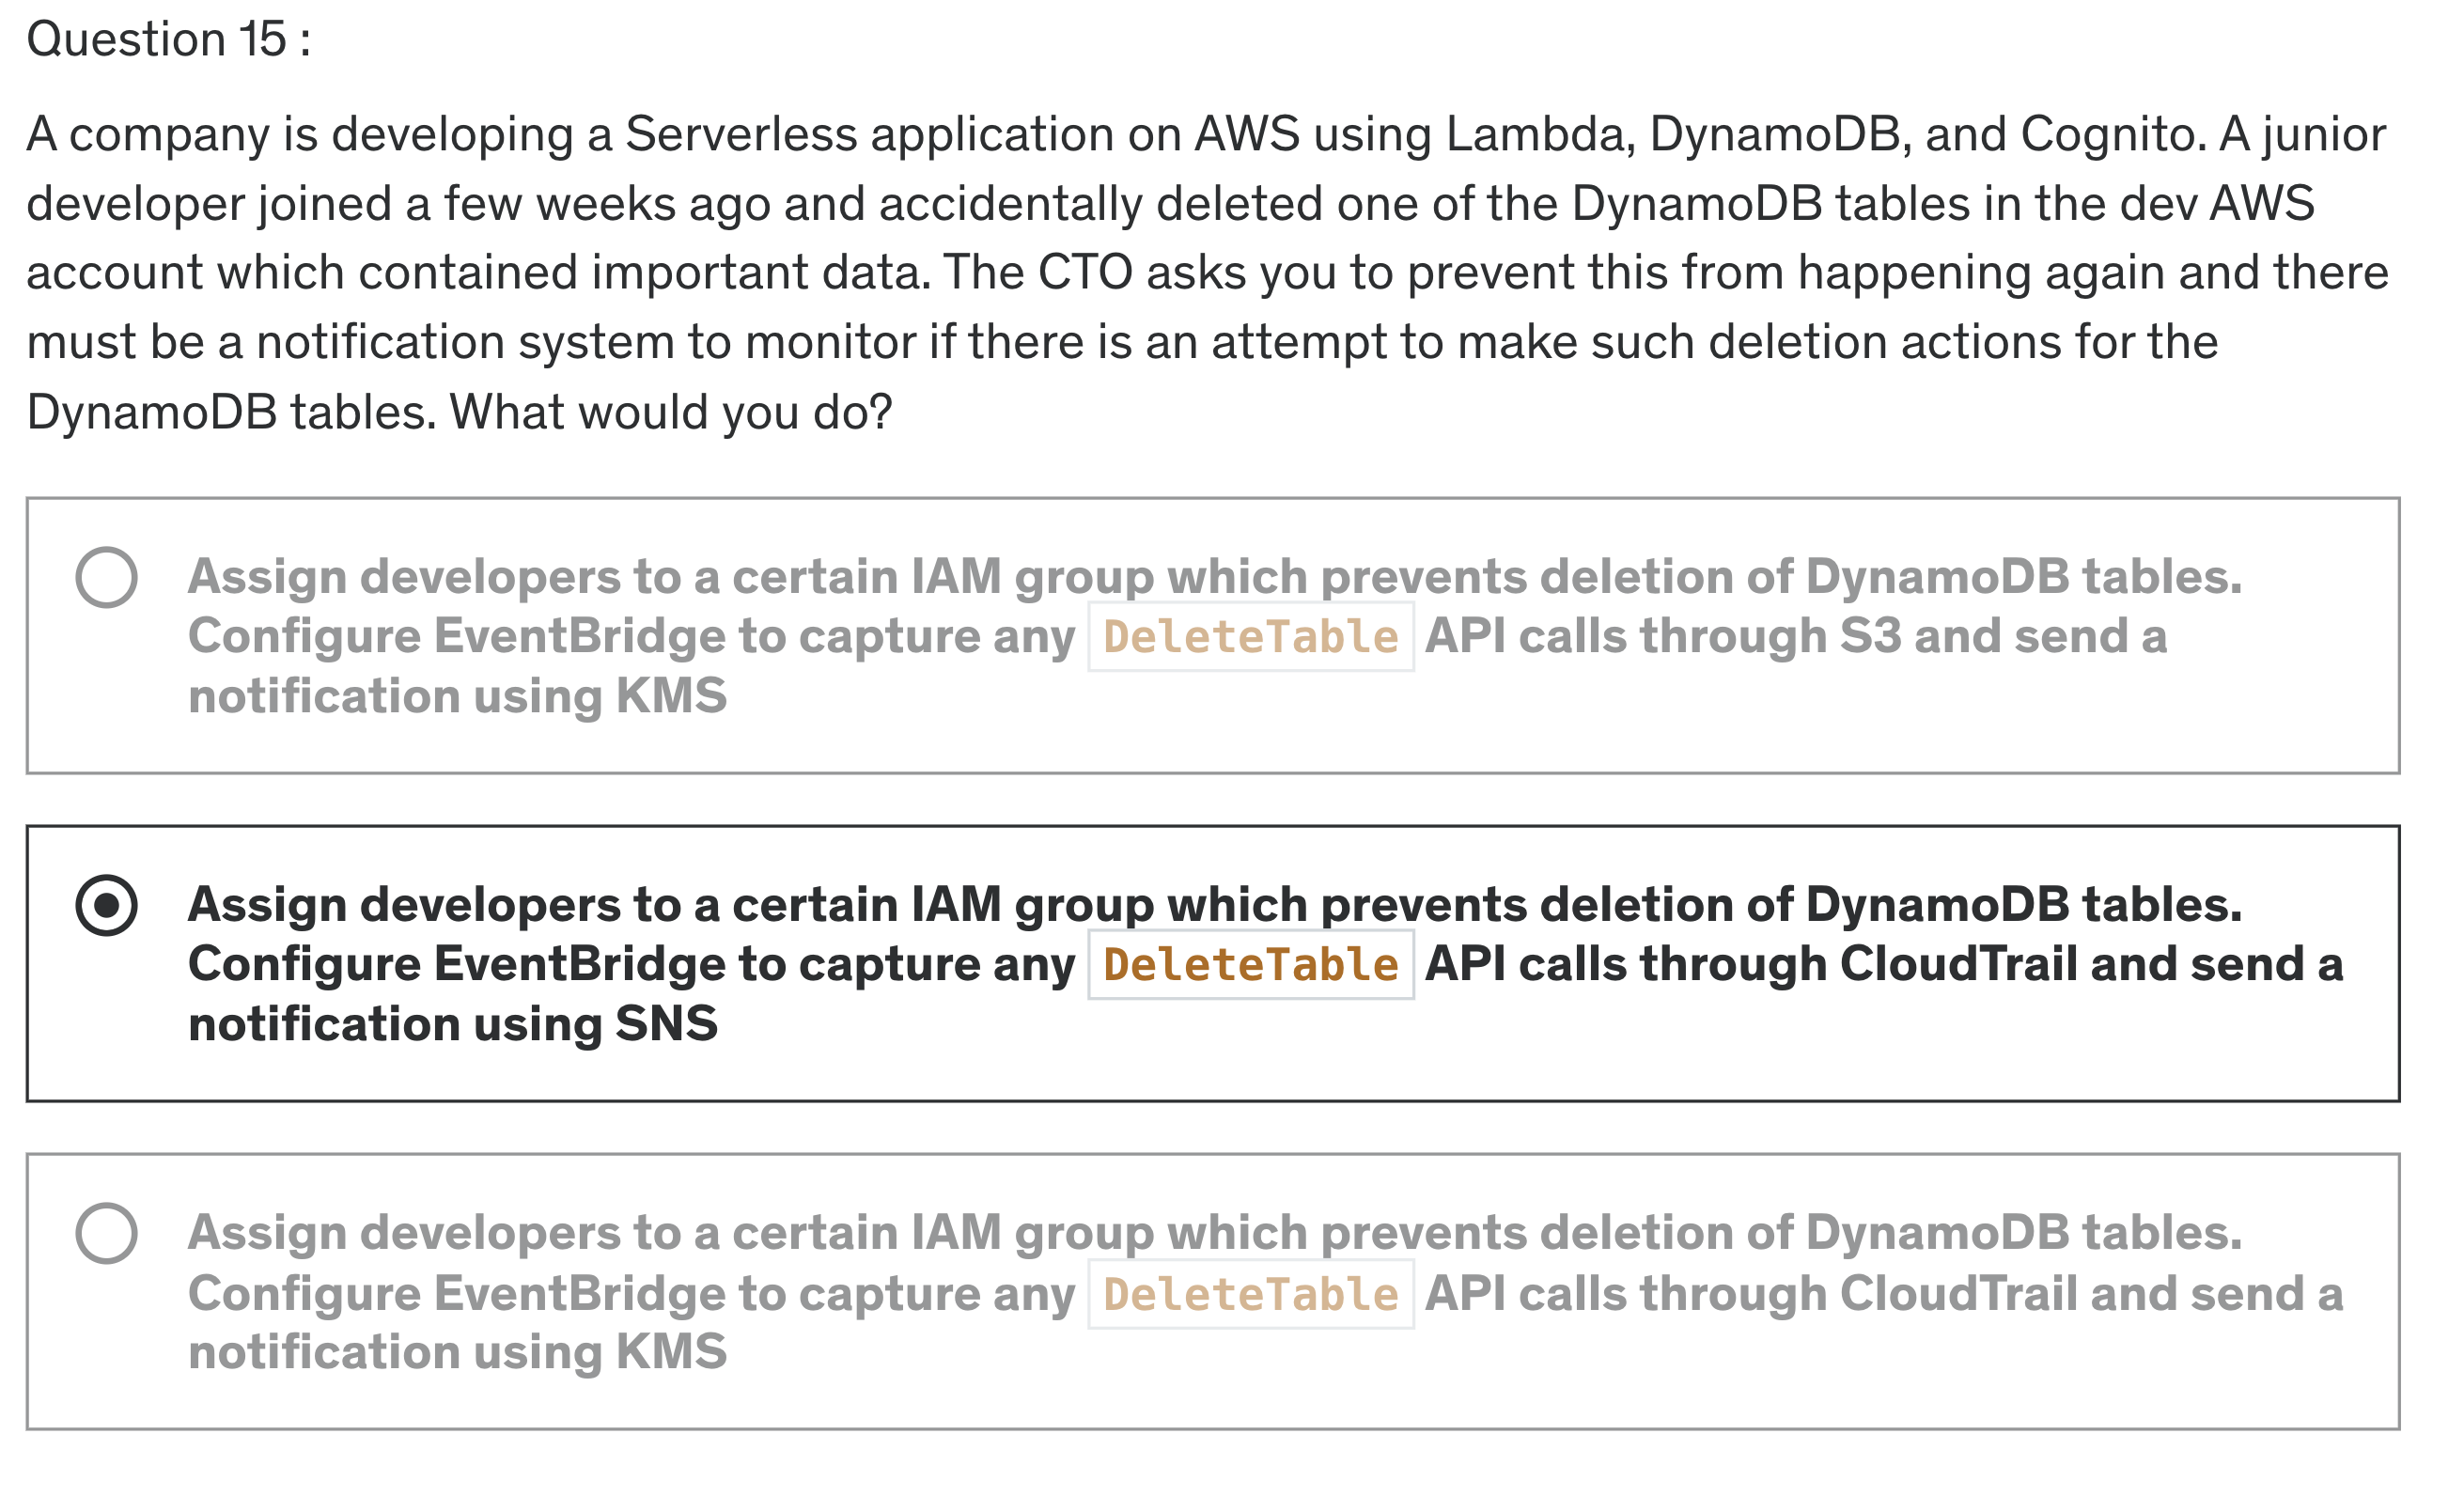 Question 15 :
A company is developing a Serverless application on AWS using Lambda, DynamoDB, and Cognito. A junior
developer joined a few weeks ago and accidentally deleted one of the DynamoDB tables in the dev AWS
account which contained important data. The CTO asks you to prevent this from happening again and there
must be a notification system to monitor if there is an attempt to make such deletion actions for the
DynamoDB tables. What would you do?
Assign developers to a certain IAM group which prevents deletion of DynamoDB tables.
Configure EventBridge to capture any DeleteTable API calls through S3 and send a
notification using KMS
Assign developers to a certain IAM group which prevents deletion of DynamoDB tables.
Configure EventBridge to capture any DeleteTable API calls through CloudTrail and send a
notification using SNS
Assign developers to a certain IAM group which prevents deletion of DynamoDB tables.
Configure EventBridge to capture any DeleteTable API calls through CloudTrail and send a
notification using KMS